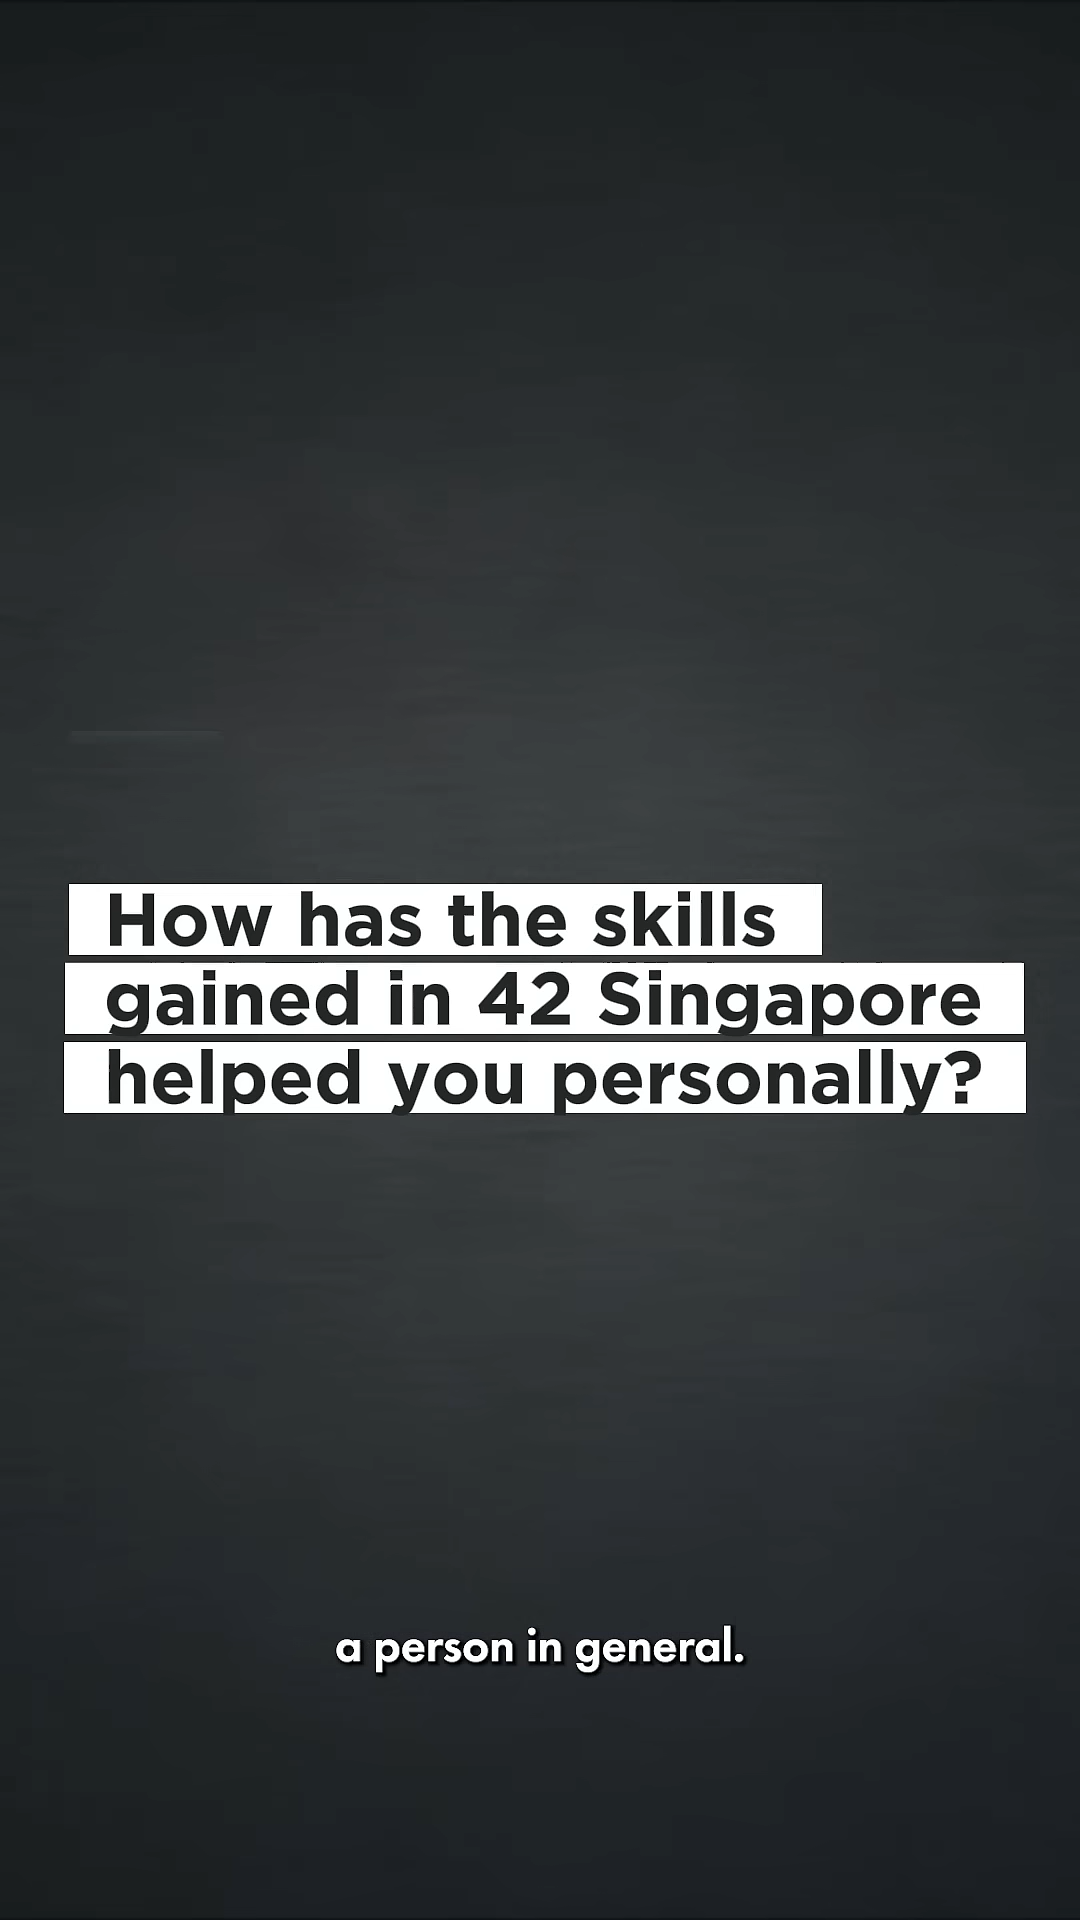 How has the skills
gained in 42 Singapore
helped you personally?
a person in general.